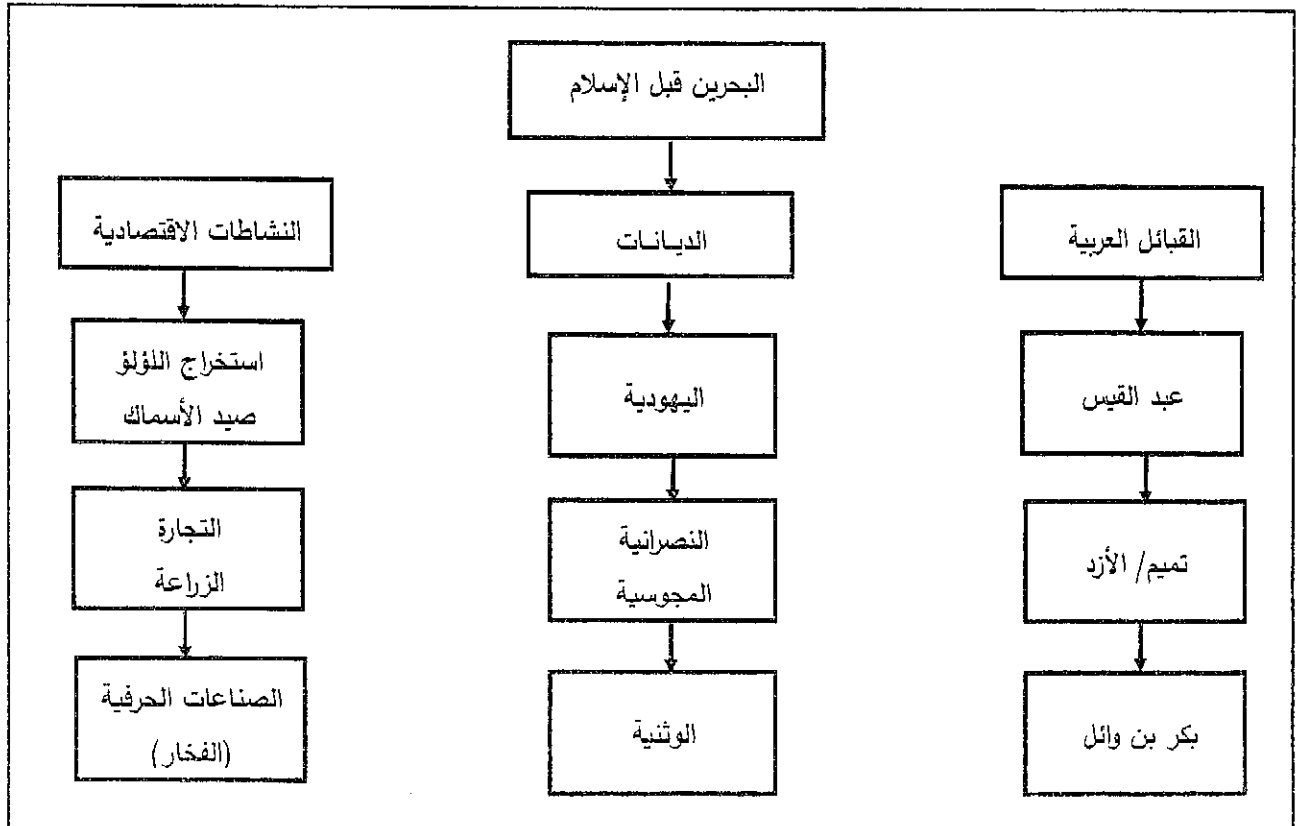 البحرين قبل الإسلام
القبائل العربية
عبد القيس
تميم/ الأزد
بكر بن وائل
الديـانـات
اليهودية
النصرانية
المجوسية
الوثنية
النشاطات الاقتصادية
استخراج اللؤلؤ
صيد الأسماك
التجارة
الزراعة
الصناعات الحرفية
(الفخار)